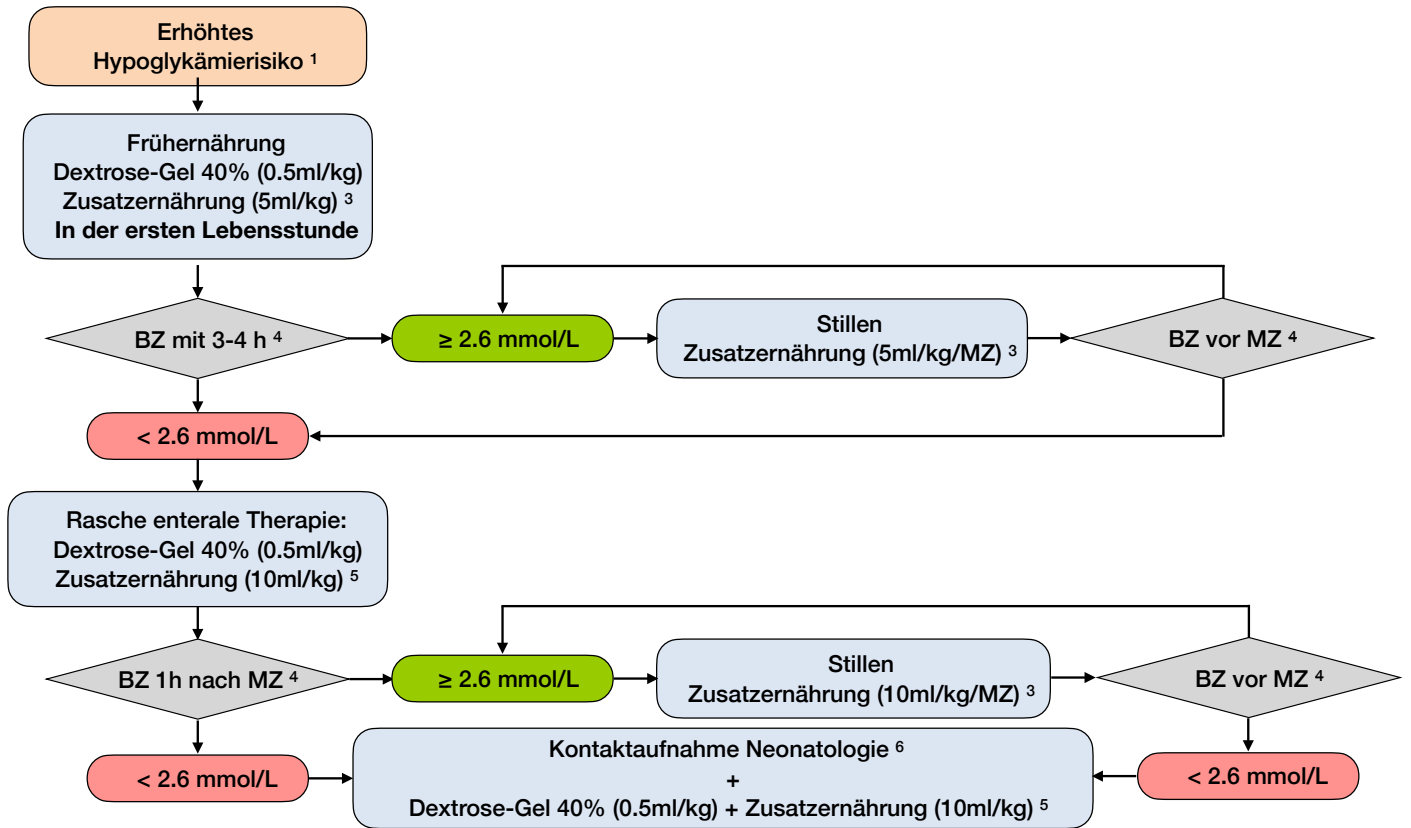 Erhöhtes
Hypoglykämierisiko ¹
Frühernährung
Dextrose-Gel 40% (0.5ml/kg)
Zusatzernährung (5ml/kg) ³
In der ersten Lebensstunde
BZ mit 3-4 h ⁴
≥ 2.6 mmol/L
Stillen
Zusatzernährung (5ml/kg/MZ) ³
BZ vor MZ ⁴
< 2.6 mmol/L
Rasche enterale Therapie:
Dextrose-Gel 40% (0.5ml/kg)
Zusatzernährung (10ml/kg) ⁵
BZ 1h nach MZ ⁴
≥ 2.6 mmol/L
Stillen
Zusatzernährung (10ml/kg/MZ) ³
BZ vor MZ ⁴
< 2.6 mmol/L
Kontaktaufnahme Neonatologie ⁶
+
Dextrose-Gel 40% (0.5ml/kg) + Zusatzernährung (10ml/kg) ⁵
< 2.6 mmol/L